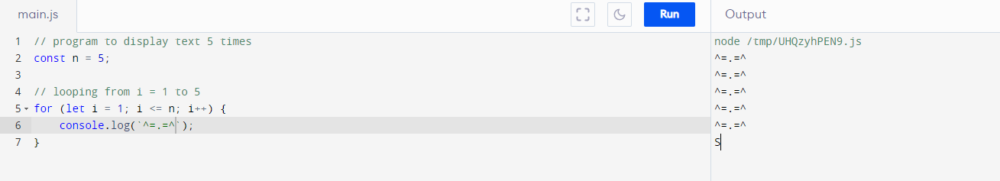 main.js
Run
Output
1 // program to display text 5 times
2 const n = 5;
3
4 // looping from i = 1 to 5
5 for (let i = 1; i <= n; i++) {
6     console.log(`^=.=^`);
7 }
node /tmp/UHQzyhPEN9.js
^=.=^
^=.=^
^=.=^
^=.=^
^=.=^
S